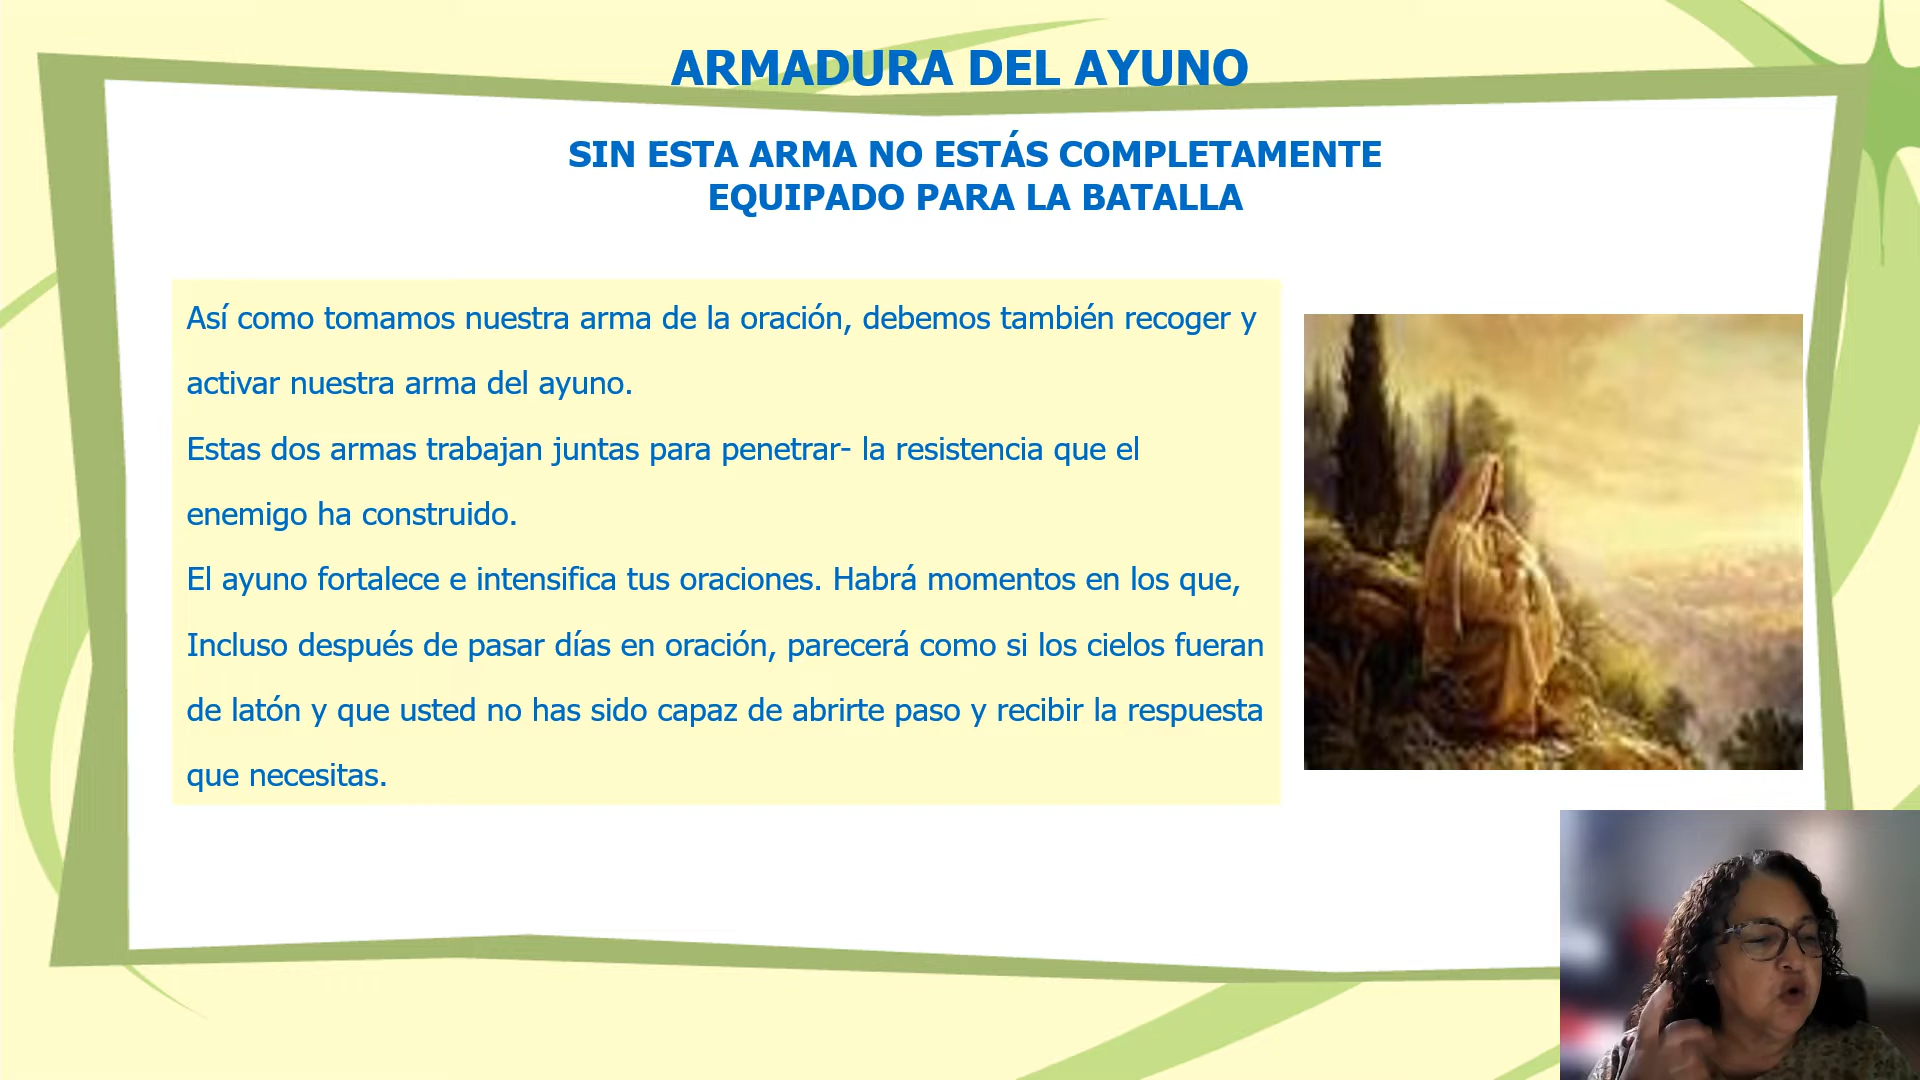 ARMADURA DEL AYUNO
SIN ESTA ARMA NO ESTÁS COMPLETAMENTE
EQUIPADO PARA LA BATALLA
Así como tomamos nuestra arma de la oración, debemos también recoger y
activar nuestra arma del ayuno.
Estas dos armas trabajan juntas para penetrar- la resistencia que el
enemigo ha construido.
El ayuno fortalece e intensifica tus oraciones. Habrá momentos en los que,
Incluso después de pasar días en oración, parecerá como si los cielos fueran
de latón y que usted no has sido capaz de abrirte paso y recibir la respuesta
que necesitas.